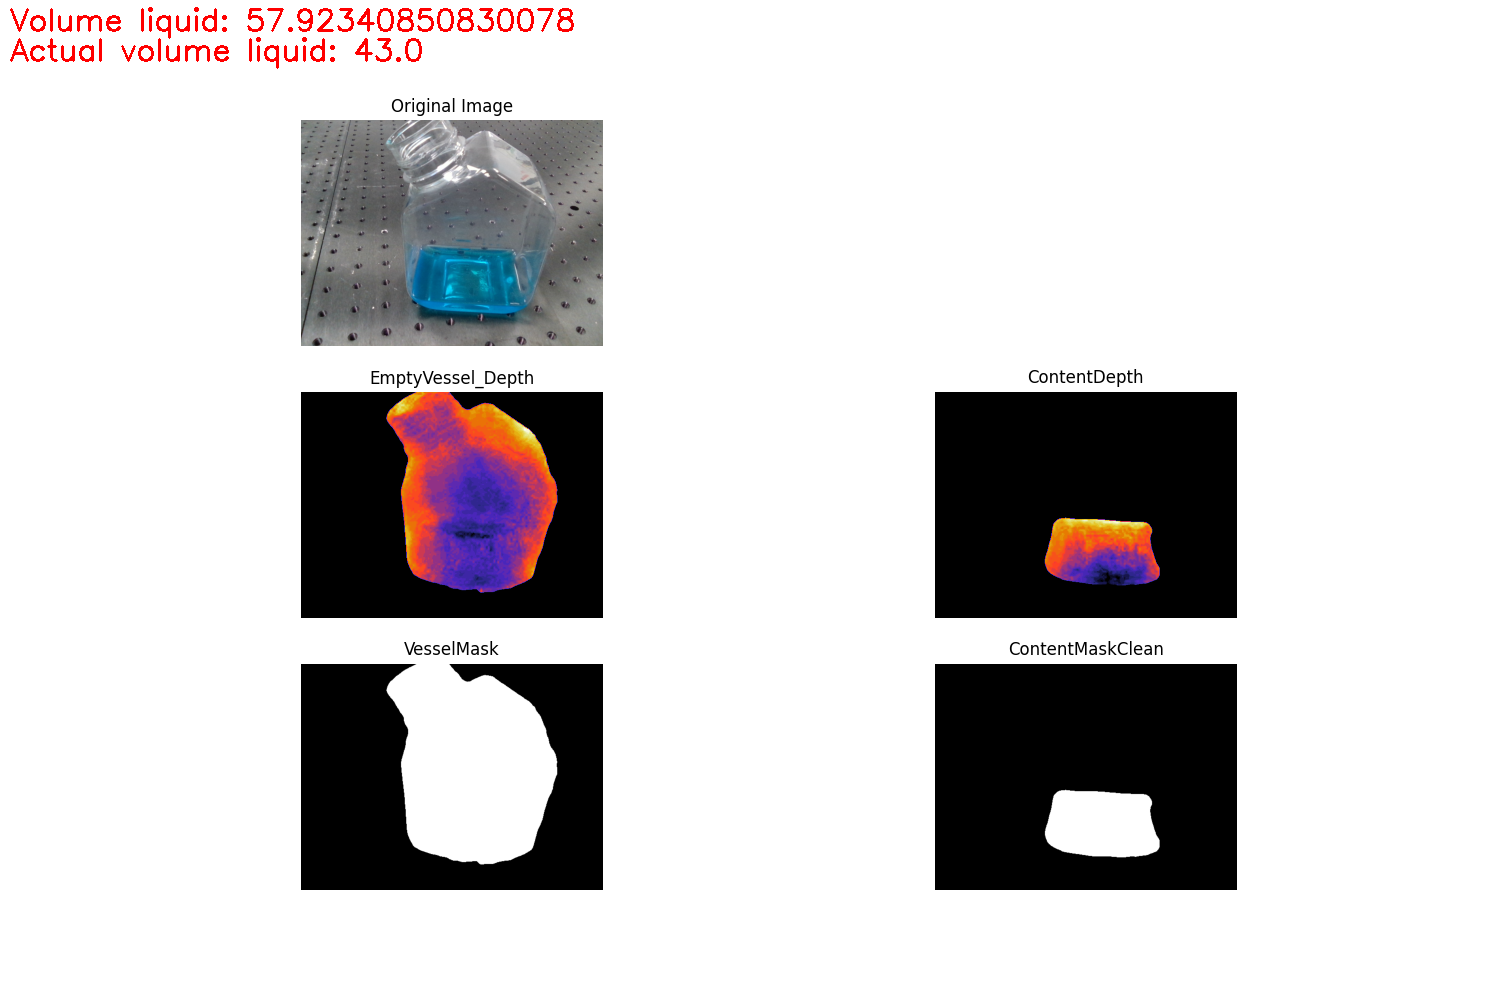 Volume liquid: 57.92340850830078
Actual volume liquid: 43.0
Original Image
EmptyVessel_Depth
ContentDepth
VesselMask
ContentMaskClean